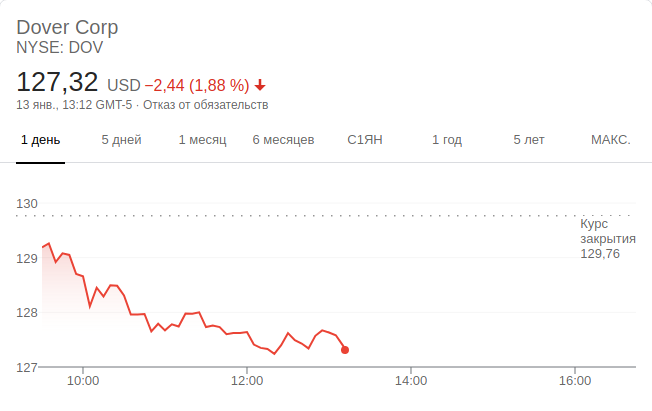 Dover Corp
NYSE: DOV
127,32 USD −2,44 (1,88 %)
13 янв., 13:12 GMT-5 · Отказ от обязательств
1 день 5 дней 1 месяц 6 месяцев С1ЯН 1 год 5 лет МАКС.
130
Курс
закрытия
129,76
129
128
127
10:00 12:00 14:00 16:00